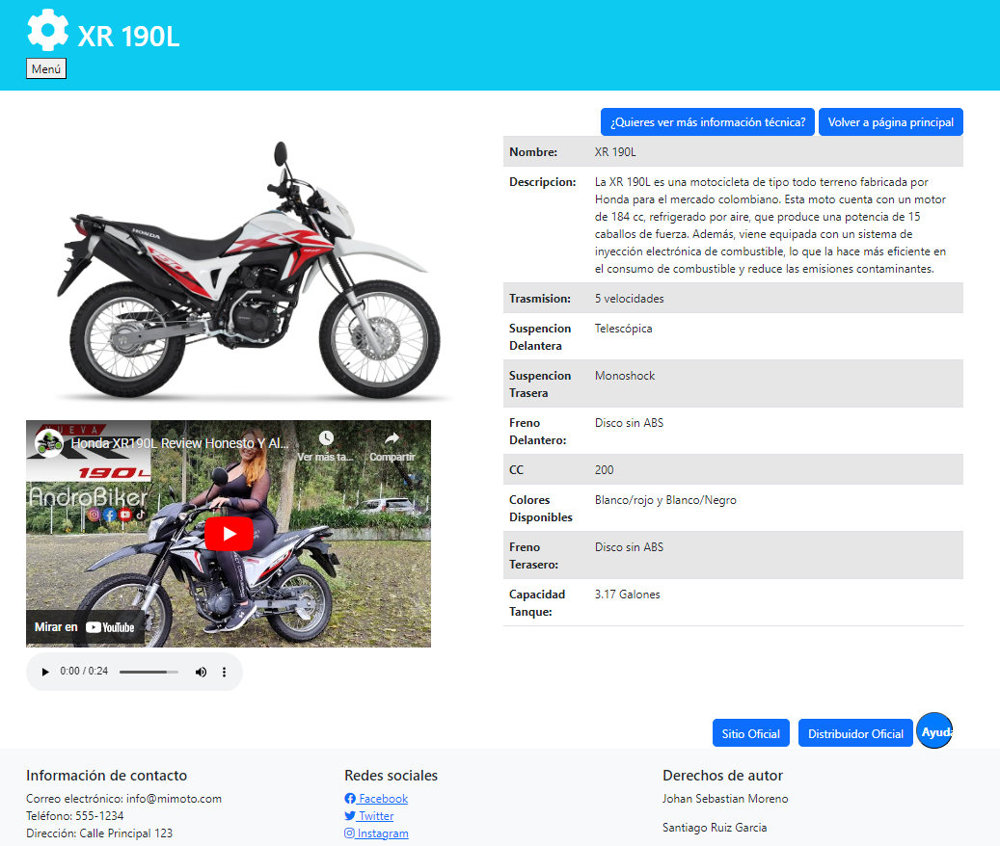 XR 190L
Menú
¿Quieres ver más información técnica?
Volver a página principal
HONDA
Nombre: XR 190L
Descripcion: La XR 190L es una motocicleta de tipo todo terreno fabricada por
Honda para el mercado colombiano. Esta moto cuenta con un motor
de 184 cc, refrigerado por aire, que produce una potencia de 15
caballos de fuerza. Además, viene equipada con un sistema de
inyección electrónica de combustible, lo que la hace más eficiente en
el consumo de combustible y reduce las emisiones contaminantes.
Trasmision: 5 velocidades
Suspencion Telescópica
Delantera
Suspencion Monoshock
Trasera
Freno Disco sin ABS
Delantero:
CC 200
Colores Blanco/rojo y Blanco/Negro
Disponibles
Freno Disco sin ABS
Terasero:
Capacidad 3.17 Galones
Tanque:
NUEVA
Honda XR190L Review Honesto Y Al...
Ver más ta...
Compartir
190L
AndroBiker
Mirar en YouTube
0:00 / 0:24
Sitio Oficial
Distribuidor Oficial
Ayuda
Información de contacto
Correo electrónico: info@mimoto.com
Teléfono: 555-1234
Dirección: Calle Principal 123
Redes sociales
Facebook
Twitter
Instagram
Derechos de autor
Johan Sebastian Moreno
Santiago Ruiz Garcia